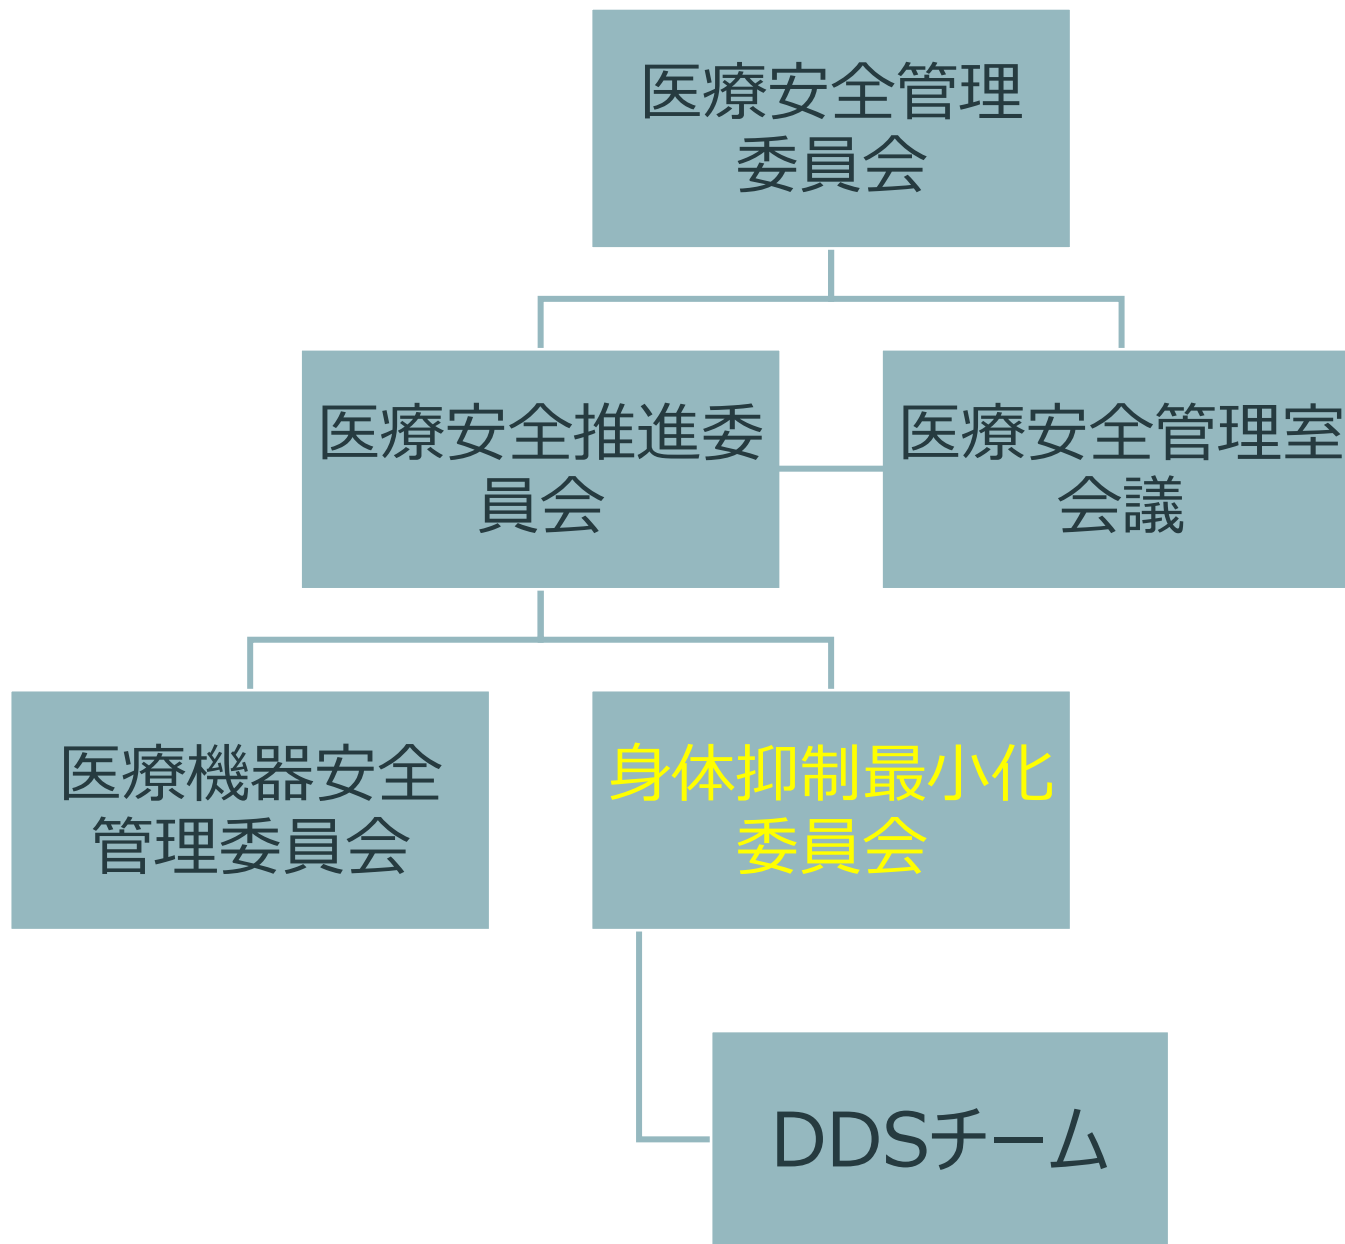 医療安全管理
委員会
医療安全推進委
員会
医療安全管理室
会議
医療機器安全
管理委員会
身体抑制最小化
委員会
DDSチーム